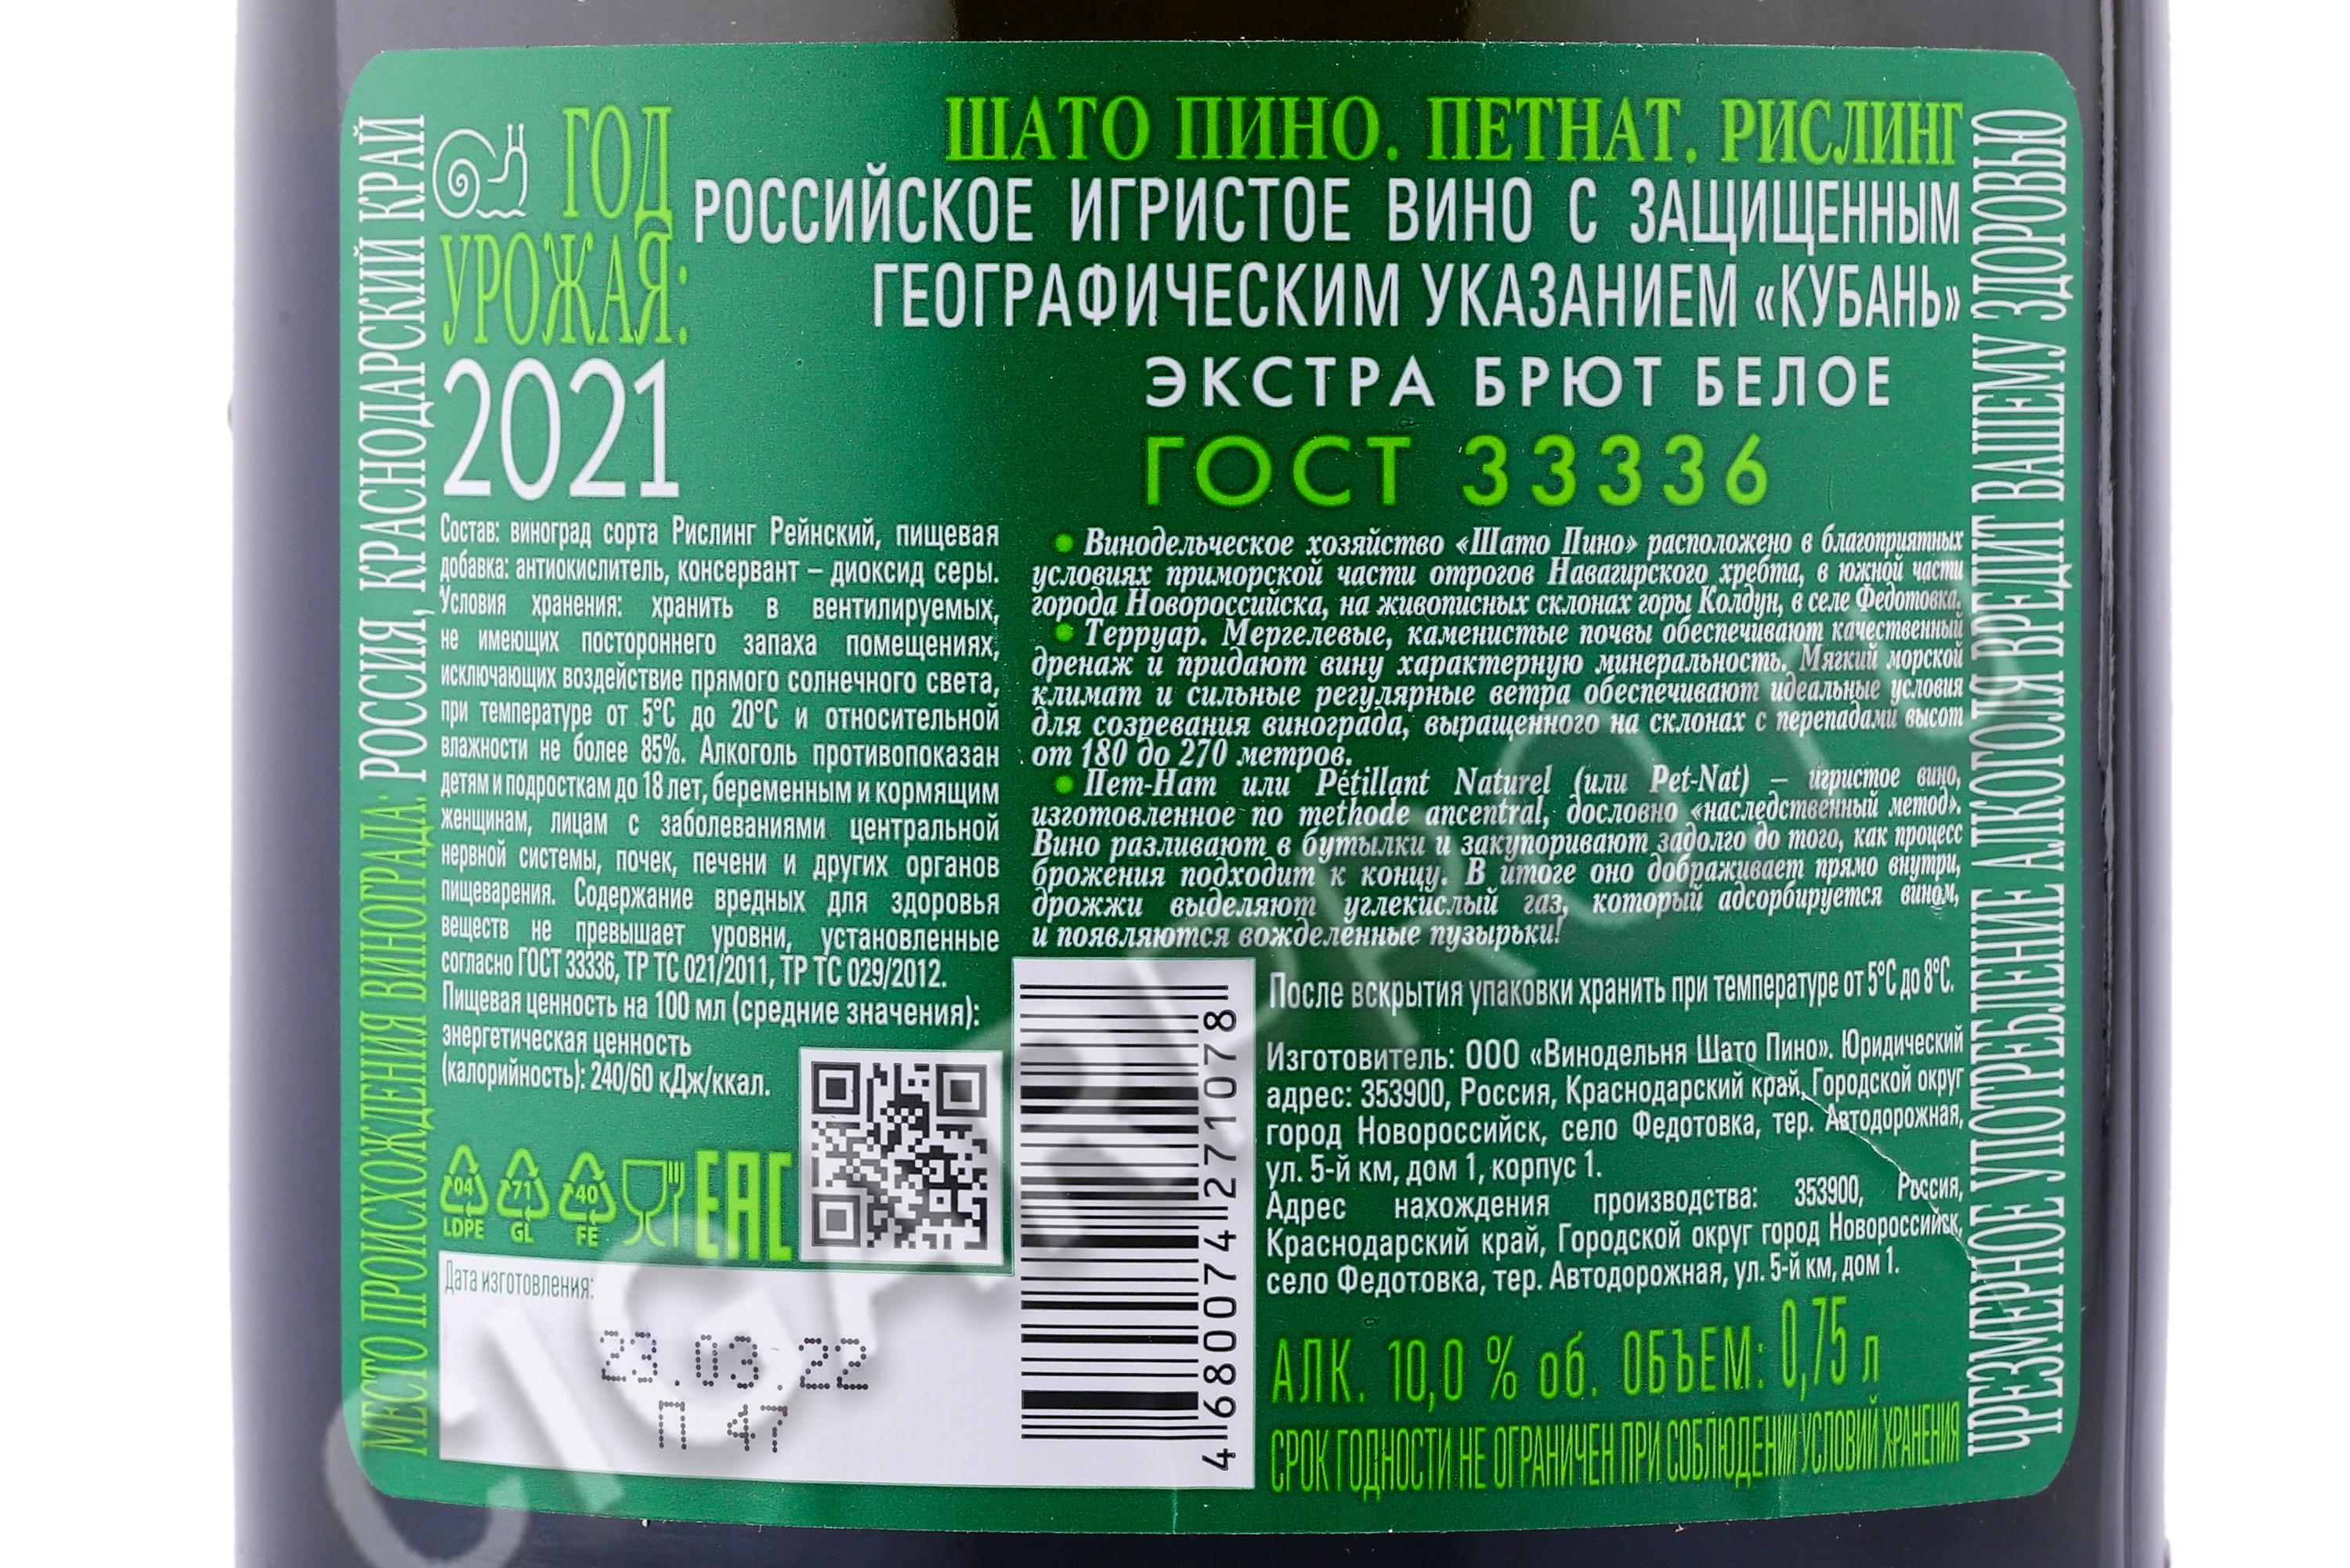 МЕСТО ПРОИСХОЖДЕНИЯ ВИНОГРАДА: РОССИЯ, КРАСНОДАРСКИЙ КРАЙ
ГОД
УРОЖАЯ:
2021
ШАТО ПИНО. ПЕТНАТ. РИСЛИНГ
РОССИЙСКОЕ ИГРИСТОЕ ВИНО С ЗАЩИЩЕННЫМ
ГЕОГРАФИЧЕСКИМ УКАЗАНИЕМ «КУБАНЬ»
ЭКСТРА БРЮТ БЕЛОЕ
ГОСТ 33336
Состав: виноград сорта Рислинг Рейнский, пищевая
добавка: антиокислитель, консервант – диоксид серы.
Условия хранения: хранить в вентилируемых,
не имеющих постороннего запаха помещениях,
исключающих воздействие прямого солнечного света,
при температуре от 5°С до 20°С и относительной
влажности не более 85%. Алкоголь противопоказан
детям и подросткам до 18 лет, беременным и кормящим
женщинам, лицам с заболеваниями центральной
нервной системы, почек, печени и других органов
пищеварения. Содержание вредных для здоровья
веществ не превышает уровни, установленные
согласно ГОСТ 33336, ТР ТС 021/2011, ТР ТС 029/2012.
Пищевая ценность на 100 мл (средние значения):
энергетическая ценность
(калорийность): 240/60 кДж/ккал.
04 71 40
LDPE GL FE
EAC
Дата изготовления:
23.03.22
П 47
• Винодельческое хозяйство «Шато Пино» расположено в благоприятных
условиях приморской части отрогов Навагирского хребта, в южной части
города Новороссийска, на живописных склонах горы Колдун, в селе Федотовка.
• Терруар. Мергелевые, каменистые почвы обеспечивают качественный
дренаж и придают вину характерную минеральность. Мягкий морской
климат и сильные регулярные ветра обеспечивают идеальные условия
для созревания винограда, выращенного на склонах с перепадами высот
от 180 до 270 метров.
• Пет-Нат или Pétillant Naturel (или Pet-Nat) – игристое вино,
изготовленное по methode ancentral, дословно «наследственный метод».
Вино разливают в бутылки и закупоривают задолго до того, как процесс
брожения подходит к концу. В итоге оно дображивает прямо внутри,
дрожжи выделяют углекислый газ, который адсорбируется вином,
и появляются вожделенные пузырьки!
4680074271078
После вскрытия упаковки хранить при температуре от 5°С до 8°С.
Изготовитель: ООО «Винодельня Шато Пино». Юридический
адрес: 353900, Россия, Краснодарский край, Городской округ
город Новороссийск, село Федотовка, тер. Автодорожная,
ул. 5-й км, дом 1, корпус 1.
Адрес нахождения производства: 353900, Россия,
Краснодарский край, Городской округ город Новороссийск,
село Федотовка, тер. Автодорожная, ул. 5-й км, дом 1.
АЛК. 10,0 % об. ОБЪЕМ: 0,75 л
СРОК ГОДНОСТИ НЕ ОГРАНИЧЕН ПРИ СОБЛЮДЕНИИ УСЛОВИЙ ХРАНЕНИЯ
ЧРЕЗМЕРНОЕ УПОТРЕБЛЕНИЕ АЛКОГОЛЯ ВРЕДИТ ВАШЕМУ ЗДОРОВЬЮ
CIGARPRO.ru